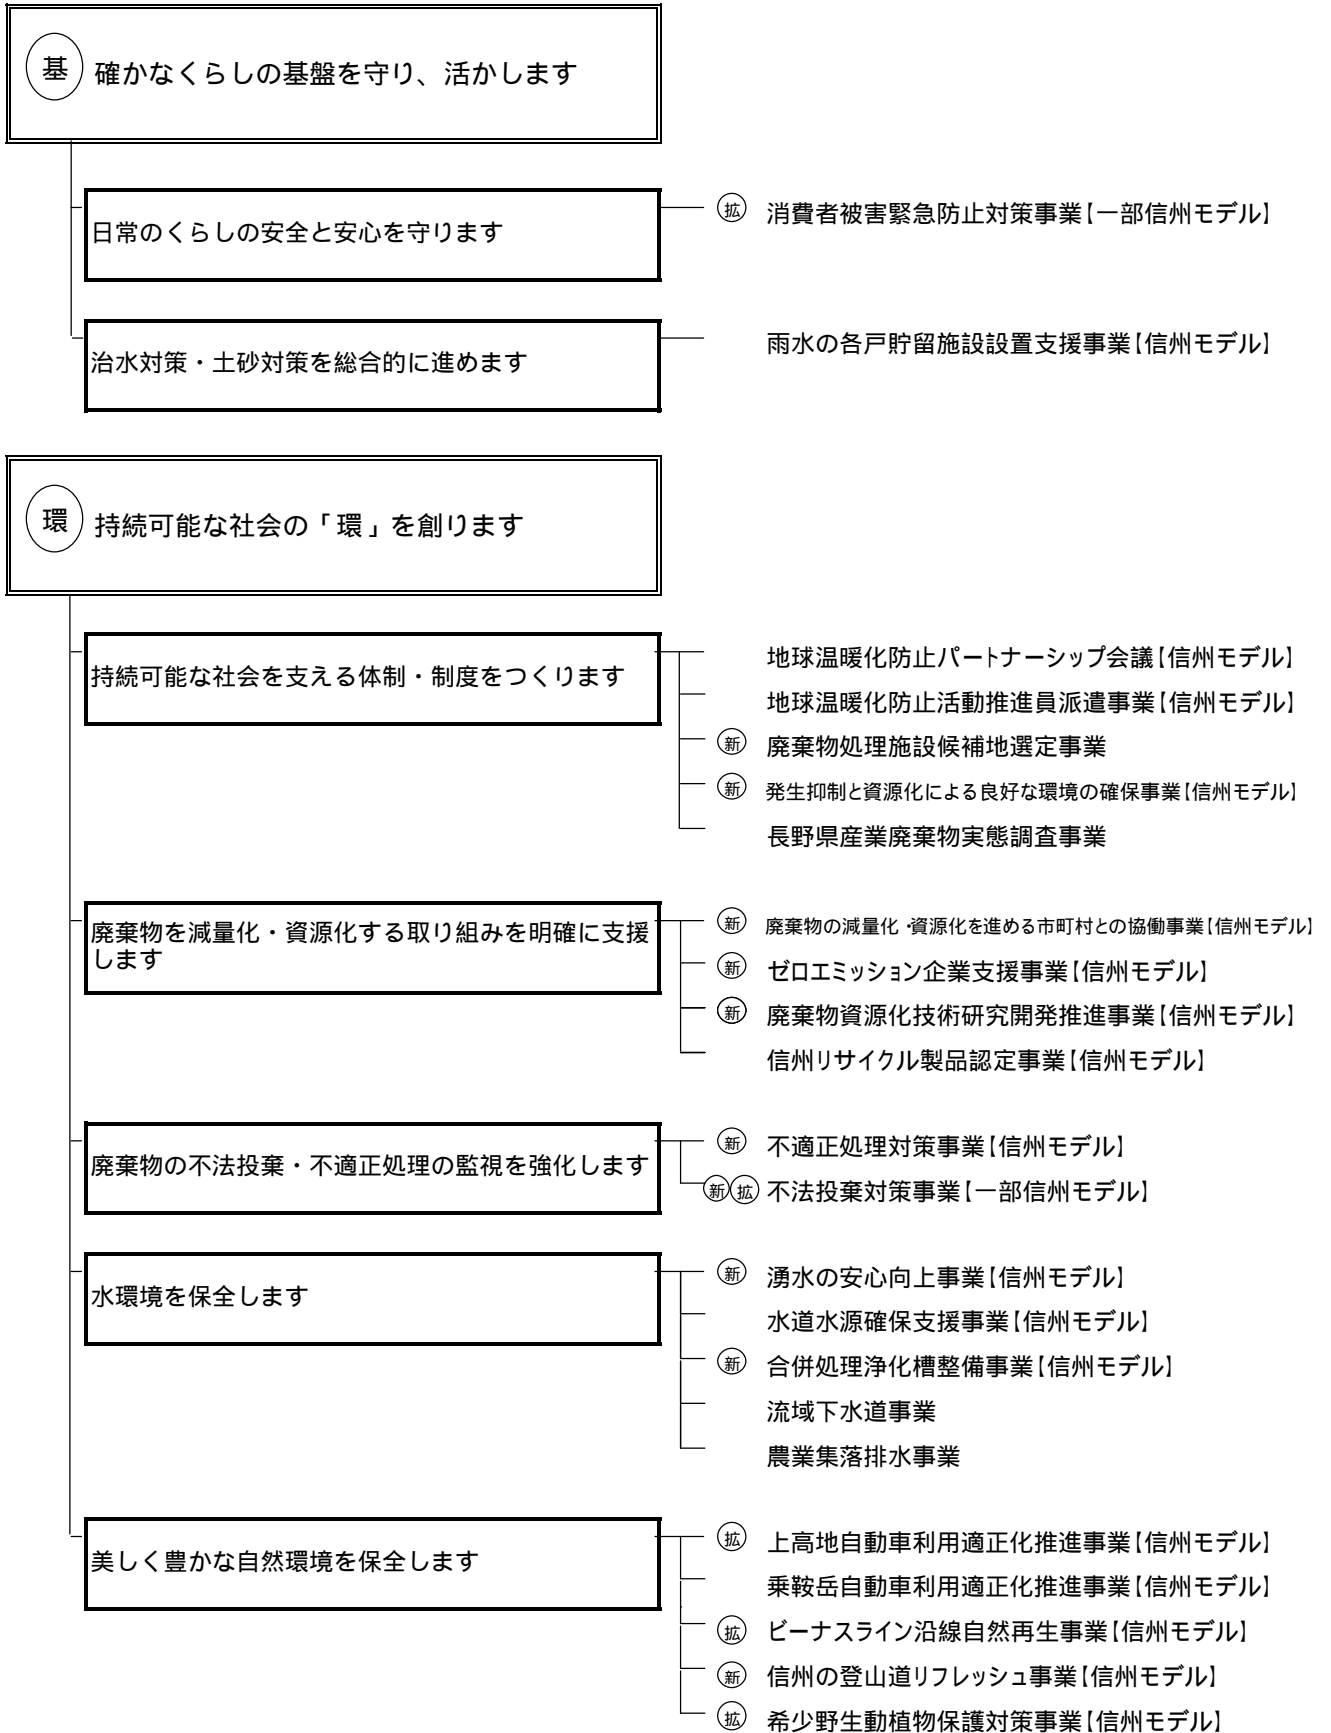 基 確かなくらしの基盤を守り、活かします
日常のくらしの安全と安心を守ります
拡 消費者被害緊急防止対策事業【一部信州モデル】
治水対策・土砂対策を総合的に進めます
雨水の各戸貯留施設設置支援事業【信州モデル】
環 持続可能な社会の「環」を創ります
持続可能な社会を支える体制・制度をつくります
地球温暖化防止パートナーシップ会議【信州モデル】
地球温暖化防止活動推進員派遣事業【信州モデル】
新 廃棄物処理施設候補地選定事業
新 発生抑制と資源化による良好な環境の確保事業【信州モデル】
長野県産業廃棄物実態調査事業
廃棄物を減量化・資源化する取り組みを明確に支援
します
新 廃棄物の減量化・資源化を進める市町村との協働事業【信州モデル】
新 ゼロエミッション企業支援事業【信州モデル】
新 廃棄物資源化技術研究開発推進事業【信州モデル】
信州リサイクル製品認定事業【信州モデル】
廃棄物の不法投棄・不適正処理の監視を強化します
新 不適正処理対策事業【信州モデル】
新拡 不法投棄対策事業【一部信州モデル】
水環境を保全します
新 湧水の安心向上事業【信州モデル】
水道水源確保支援事業【信州モデル】
新 合併処理浄化槽整備事業【信州モデル】
流域下水道事業
農業集落排水事業
美しく豊かな自然環境を保全します
拡 上高地自動車利用適正化推進事業【信州モデル】
乗鞍岳自動車利用適正化推進事業【信州モデル】
拡 ビーナスライン沿線自然再生事業【信州モデル】
新 信州の登山道リフレッシュ事業【信州モデル】
拡 希少野生動植物保護対策事業【信州モデル】